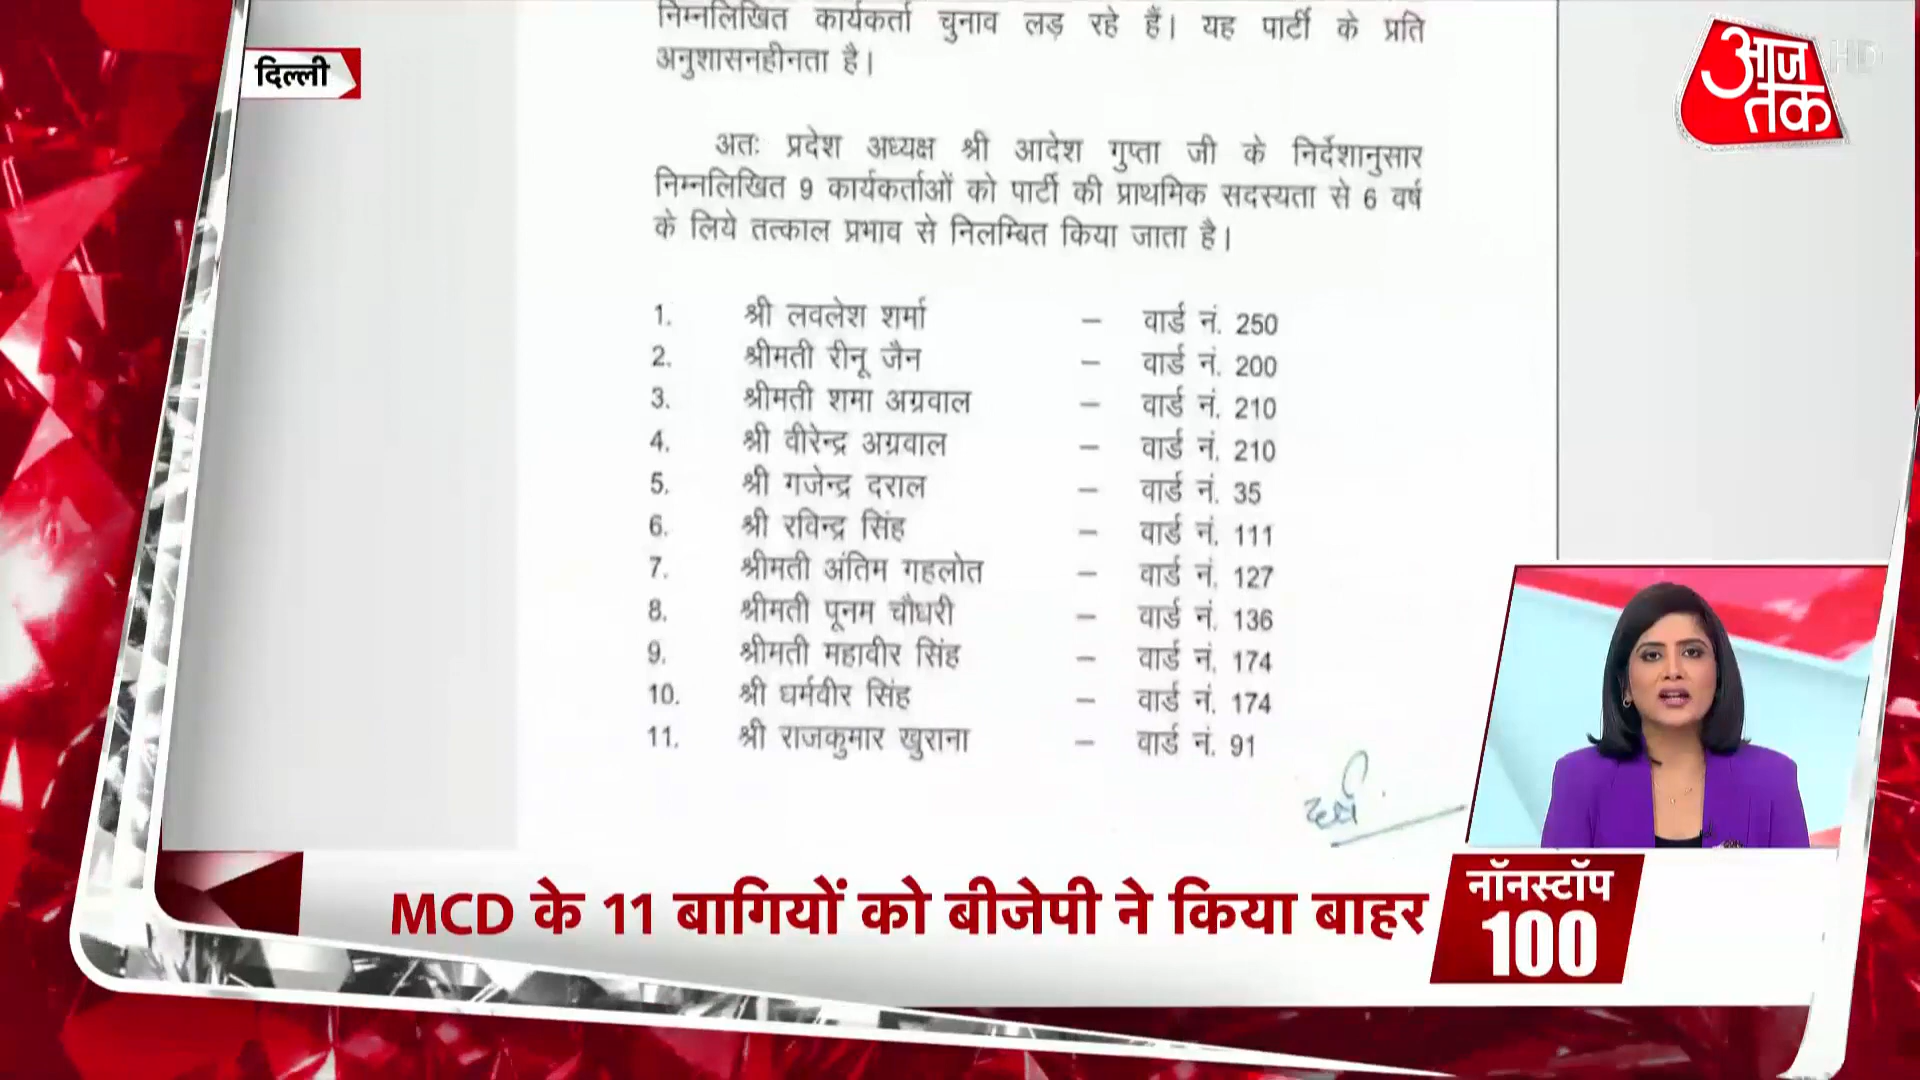 निम्नलिखित कार्यकर्ता चुनाव लड़ रहे हैं। यह पार्टी के प्रति
अनुशासनहीनता है।
दिल्ली
आज तक
HD
अतः प्रदेश अध्यक्ष श्री आदेश गुप्ता जी के निर्देशानुसार
निम्नलिखित 9 कार्यकर्ताओं को पार्टी की प्राथमिक सदस्यता से 6 वर्ष
के लिये तत्काल प्रभाव से निलम्बित किया जाता है।
1. श्री लवलेश शर्मा – वार्ड नं. 250
2. श्रीमती रीनू जैन – वार्ड नं. 200
3. श्रीमती शमा अग्रवाल – वार्ड नं. 210
4. श्री वीरेन्द्र अग्रवाल – वार्ड नं. 210
5. श्री गजेन्द्र दराल – वार्ड नं. 35
6. श्री रविन्द्र सिंह – वार्ड नं. 111
7. श्रीमती अंतिम गहलोत – वार्ड नं. 127
8. श्रीमती पूनम चौधरी – वार्ड नं. 136
9. श्रीमती महावीर सिंह – वार्ड नं. 174
10. श्री धर्मवीर सिंह – वार्ड नं. 174
11. श्री राजकुमार खुराना – वार्ड नं. 91
MCD के 11 बागियों को बीजेपी ने किया बाहर
नॉनस्टॉप
100